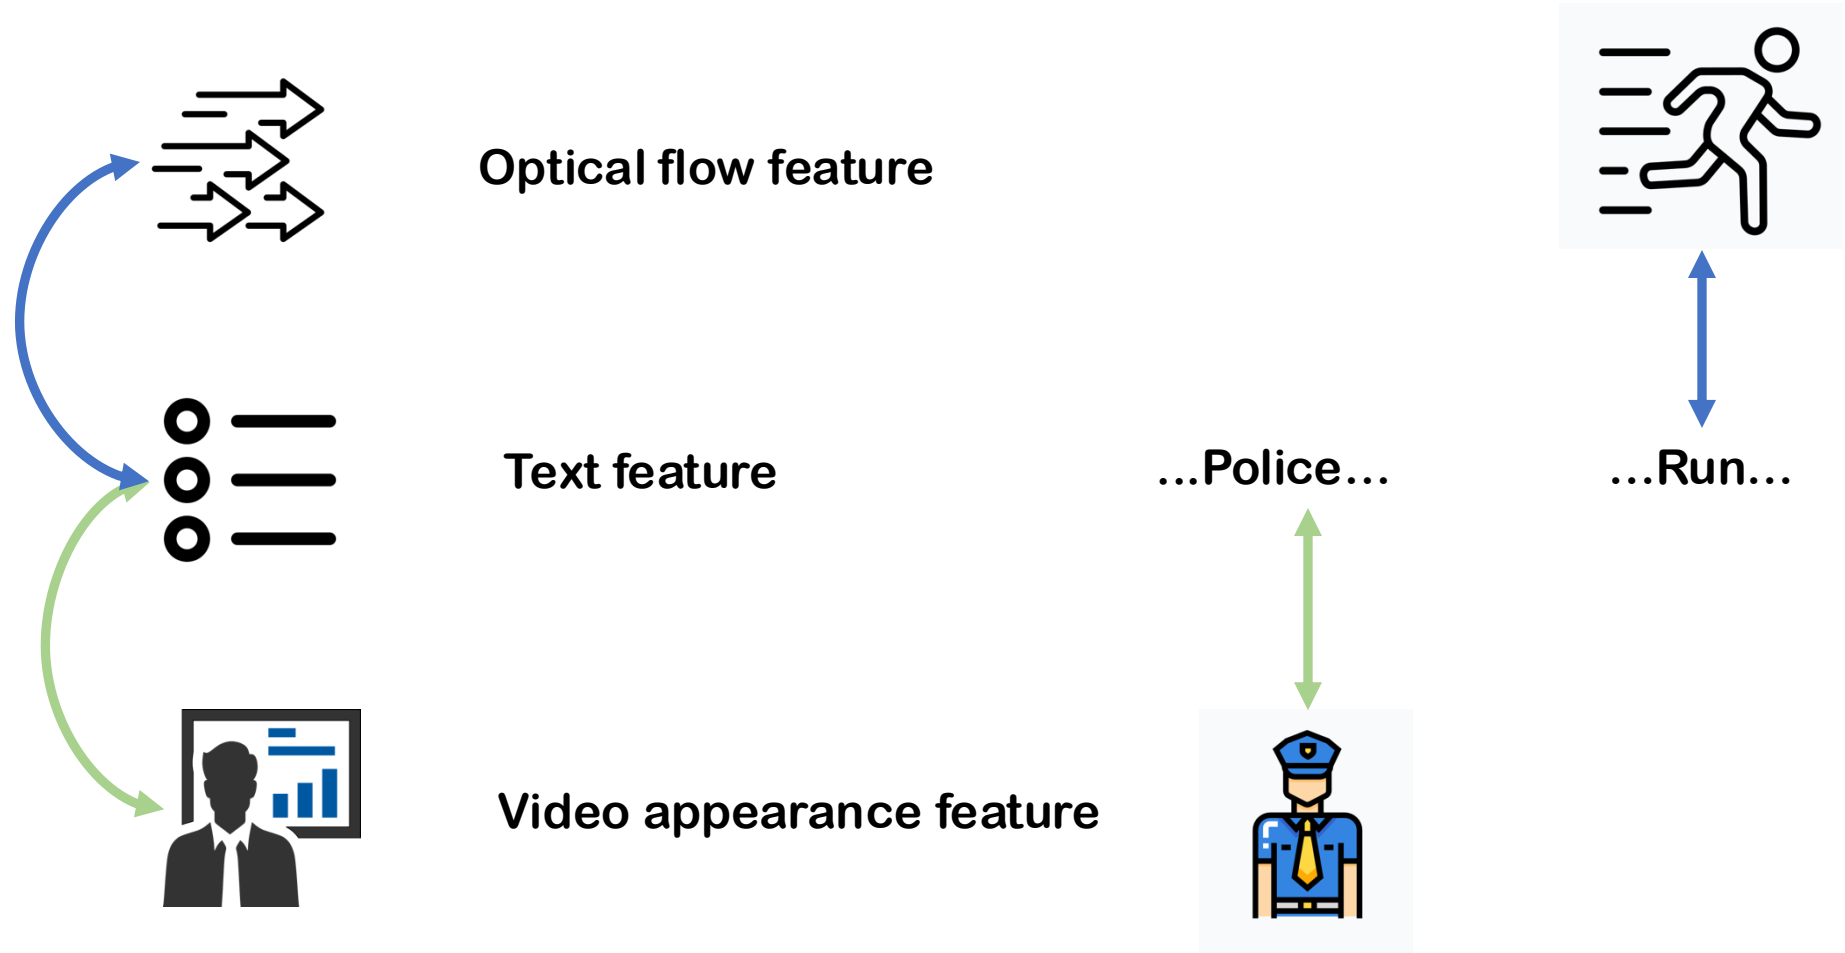 Optical flow feature
Text feature
...Police...
...Run...
Video appearance feature